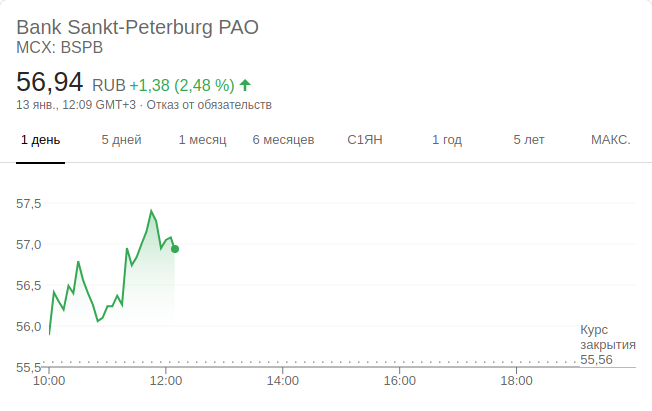 Bank Sankt-Peterburg PAO
MCX: BSPB
56,94 RUB +1,38 (2,48 %)
13 янв., 12:09 GMT+3 · Отказ от обязательств
1 день 5 дней 1 месяц 6 месяцев С1ЯН 1 год 5 лет МАКС.
57,5
57,0
56,5
56,0
Курс
закрытия
55,56
55,5
10:00 12:00 14:00 16:00 18:00